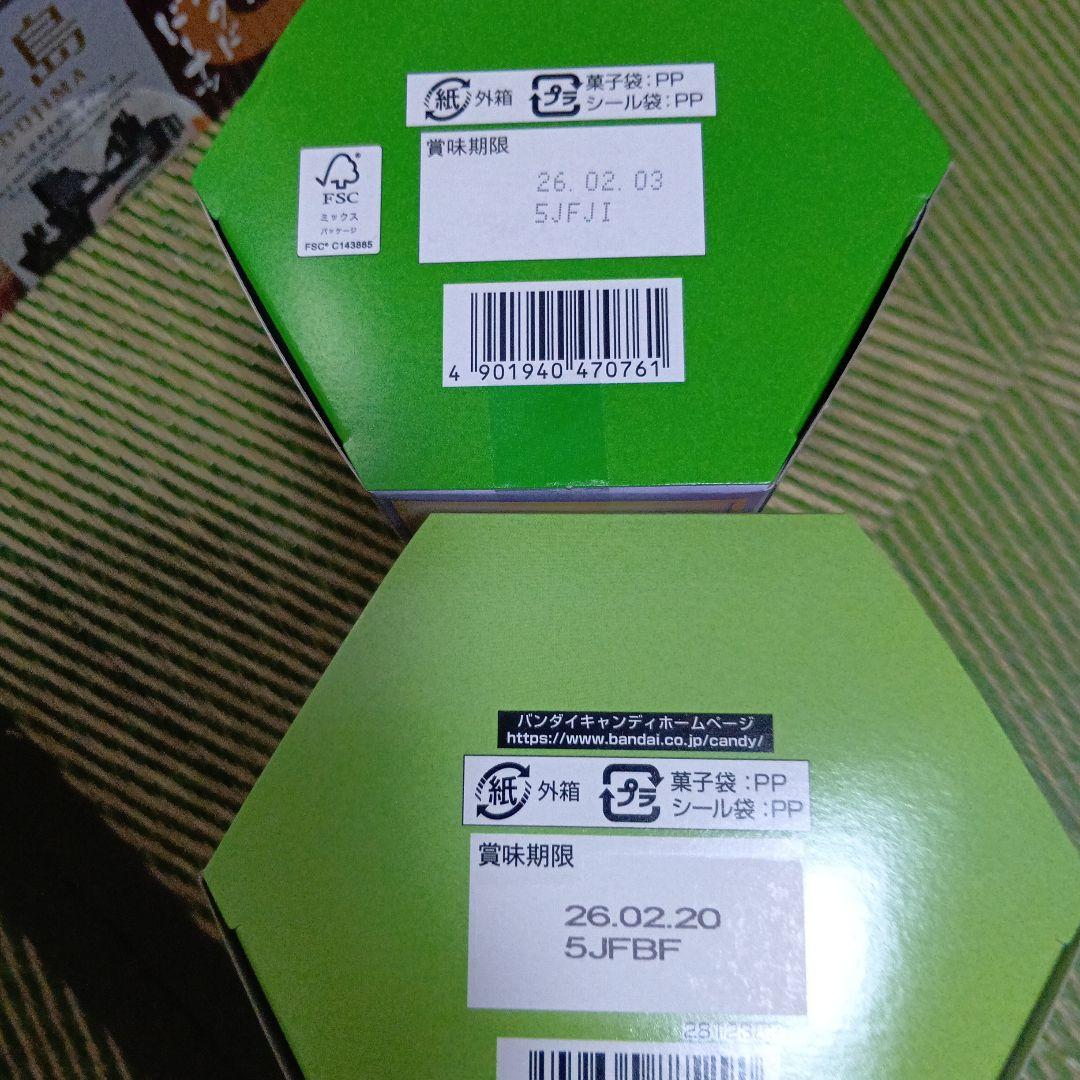 島
紙 外箱 プラ 菓子袋:PP
シール袋:PP
賞味期限
26.02.03
5JFJI
FSC
ミックス
パッケージ
FSC® C143885
4 901940 470761
バンダイキャンディホームページ
https://www.bandai.co.jp/candy/
紙 外箱 プラ 菓子袋:PP
シール袋:PP
賞味期限
26.02.20
5JFBF